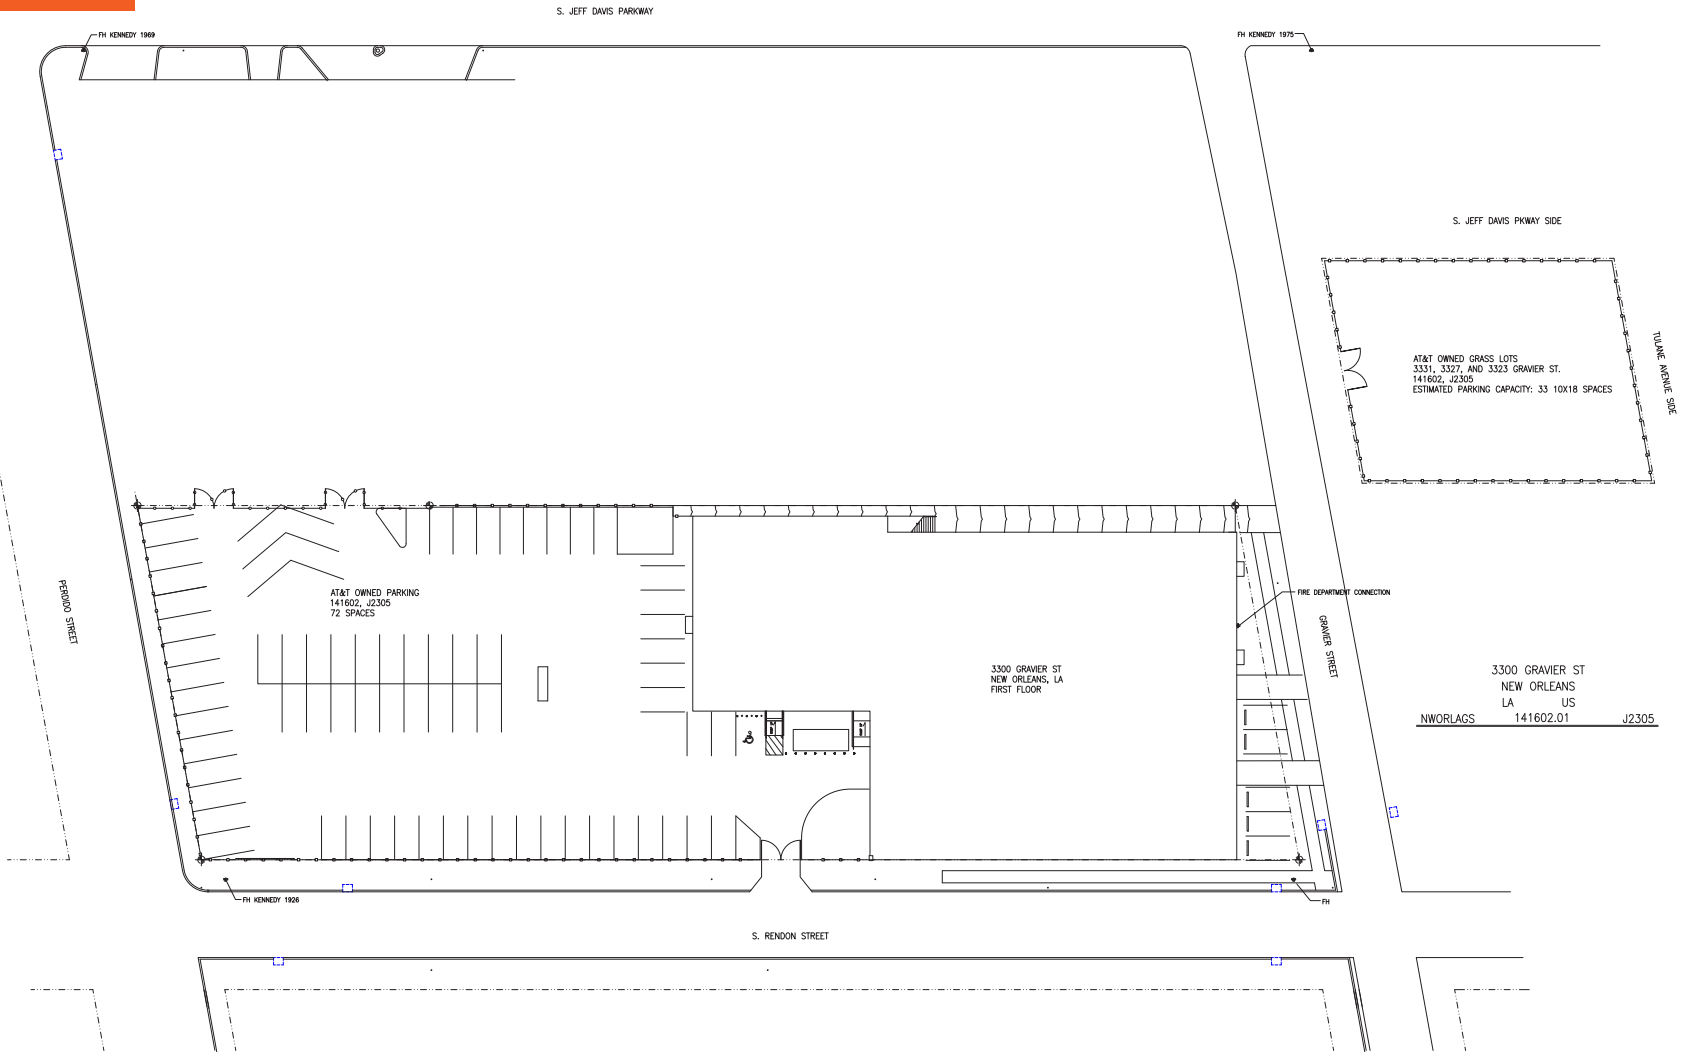 S. JEFF DAVIS PARKWAY
FH KENNEDY 1969
FH KENNEDY 1975
S. JEFF DAVIS PKWAY SIDE
AT&T OWNED GRASS LOTS
3331, 3327, AND 3323 GRAVIER ST.
141602, J2305
ESTIMATED PARKING CAPACITY: 33 10X18 SPACES
TULANE AVENUE SIDE
PERDIDO STREET
AT&T OWNED PARKING
141602, J2305
72 SPACES
FIRE DEPARTMENT CONNECTION
GRAVIER STREET
3300 GRAVIER ST
NEW ORLEANS, LA
FIRST FLOOR
3300 GRAVIER ST
NEW ORLEANS
LA US
NWORLAGS 141602.01 J2305
FH KENNEDY 1926
FH
S. RENDON STREET